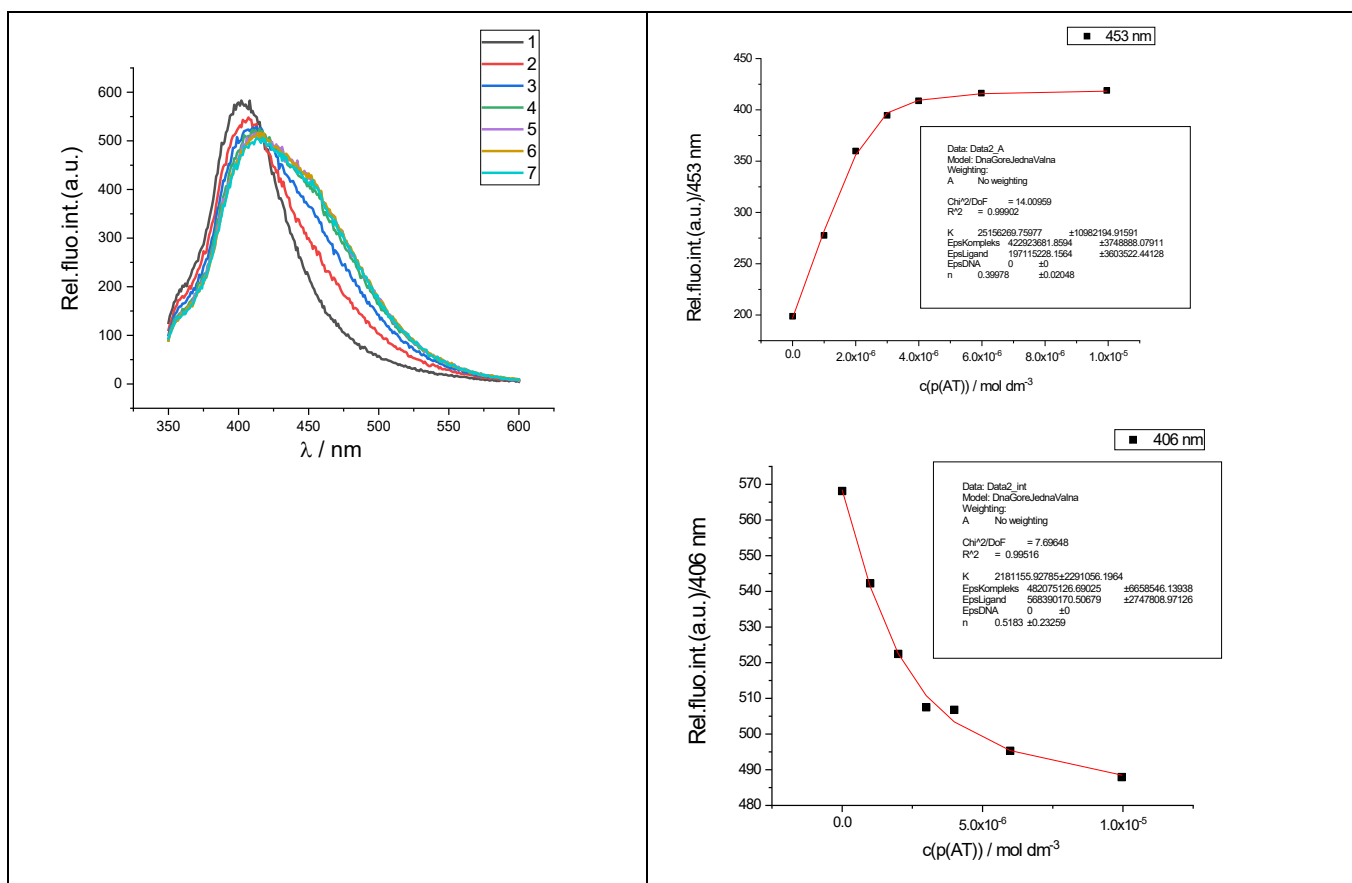 1
2
3
4
5
6
7
Rel.fluo.int.(a.u.)
600
500
400
300
200
100
0
350 400 450 500 550 600
λ / nm
453 nm
Rel.fluo.int.(a.u.)/453 nm
450
400
350
300
250
200
Data: Data2_A
Model: DnaGoreJednaValna
Weighting:
A No weighting
Chi^2/DoF = 14.00959
R^2 = 0.99902
K 25156269.75977 ±10982194.91591
EpsKompleks 422923681.8594 ±3748888.07911
EpsLigand 197115228.1564 ±3603522.44128
EpsDNA 0 ±0
n 0.39978 ±0.02048
0.0 2.0x10⁻⁶ 4.0x10⁻⁶ 6.0x10⁻⁶ 8.0x10⁻⁶ 1.0x10⁻⁵
c(p(AT)) / mol dm⁻³
406 nm
Rel.fluo.int.(a.u.)/406 nm
570
560
550
540
530
520
510
500
490
480
Data: Data2_int
Model: DnaGoreJednaValna
Weighting:
A No weighting
Chi^2/DoF = 7.69648
R^2 = 0.99516
K 2181155.92785±2291056.1964
EpsKompleks 482075126.69025 ±6658546.13938
EpsLigand 568390170.50679 ±2747808.97126
EpsDNA 0 ±0
n 0.5183 ±0.23259
0.0 5.0x10⁻⁶ 1.0x10⁻⁵
c(p(AT)) / mol dm⁻³